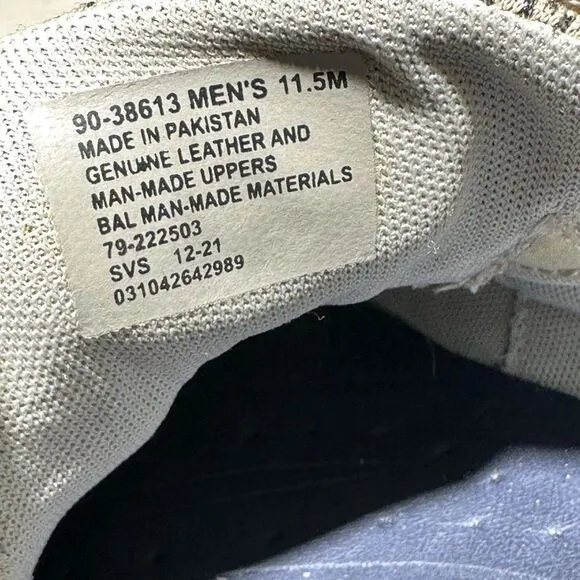 90-38613 MEN'S 11.5M
MADE IN PAKISTAN
GENUINE LEATHER AND
MAN-MADE UPPERS
BAL MAN-MADE MATERIALS
79-222503
SVS 12-21
031042642989